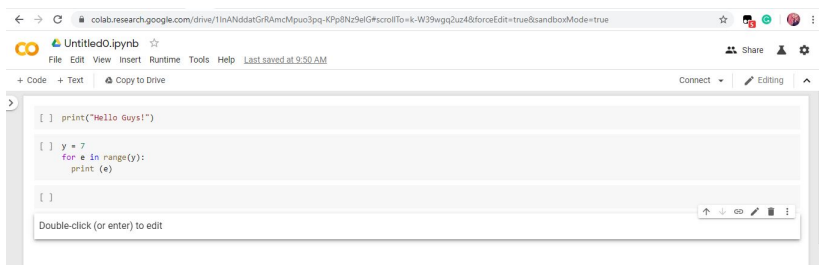 colab.research.google.com/drive/1InANddatGrRAmcMpuo3pq-KPp8Nz9elG#scrollTo=k-W39wgq2uz4&forceEdit=true&sandboxMode=true
5
Untitled0.ipynb
Share
File Edit View Insert Runtime Tools Help Last saved at 9:50 AM
+ Code + Text Copy to Drive Connect Editing
[ ] print("Hello Guys!")
[ ] y = 7
for e in range(y):
print (e)
[ ]
Double-click (or enter) to edit